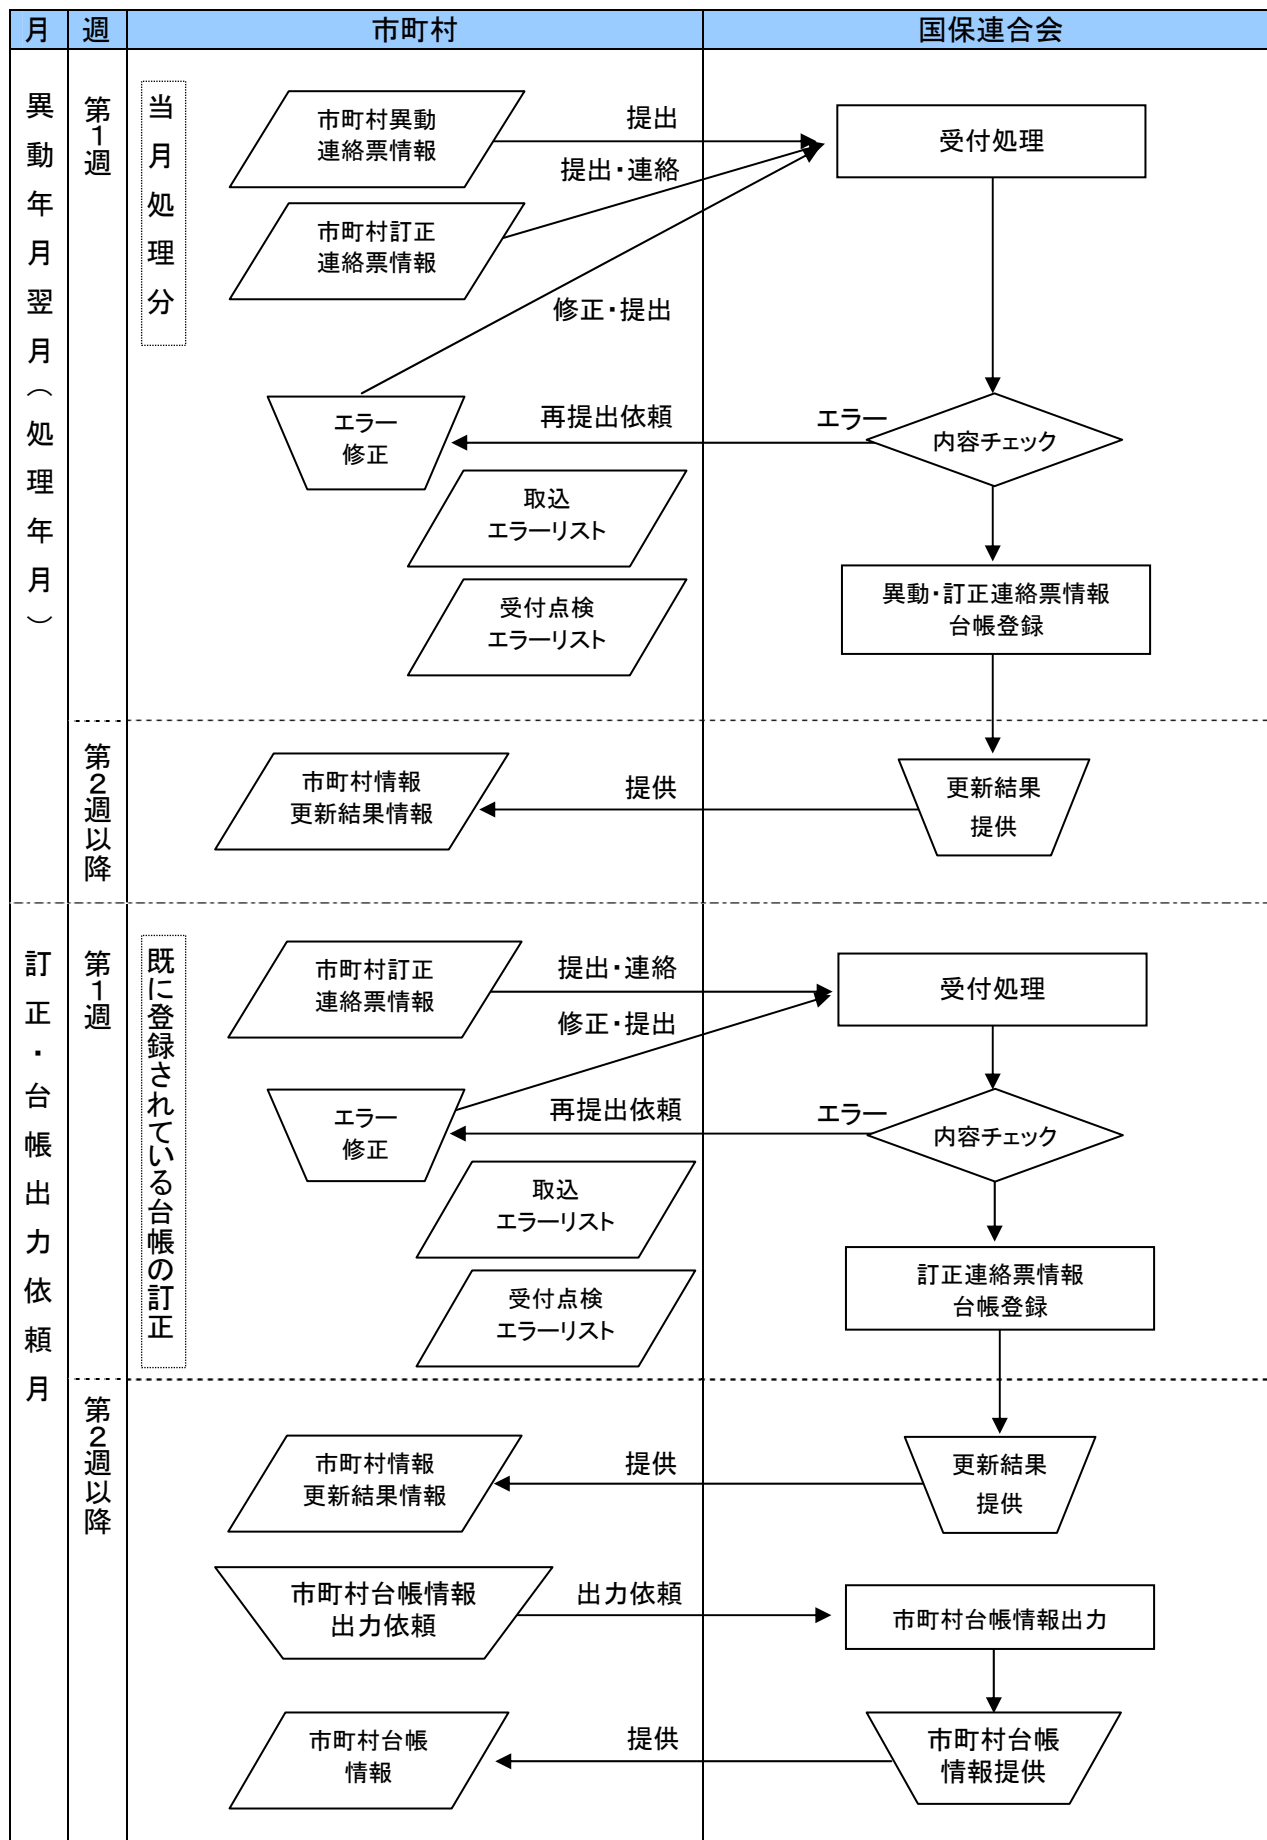 月
週
市町村
国保連合会
異動年月翌月（処理年月）
第1週
当月処理分
市町村異動
連絡票情報
提出
受付処理
提出・連絡
市町村訂正
連絡票情報
修正・提出
エラー
修正
再提出依頼
エラー
内容チェック
取込
エラーリスト
受付点検
エラーリスト
異動・訂正連絡票情報
台帳登録
第2週以降
市町村情報
更新結果情報
提供
更新結果
提供
訂正・台帳出力依頼月
第1週
既に登録されている台帳の訂正
市町村訂正
連絡票情報
提出・連絡
受付処理
修正・提出
エラー
修正
再提出依頼
エラー
内容チェック
取込
エラーリスト
受付点検
エラーリスト
訂正連絡票情報
台帳登録
第2週以降
市町村情報
更新結果情報
提供
更新結果
提供
市町村台帳情報
出力依頼
出力依頼
市町村台帳情報出力
市町村台帳
情報
提供
市町村台帳
情報提供